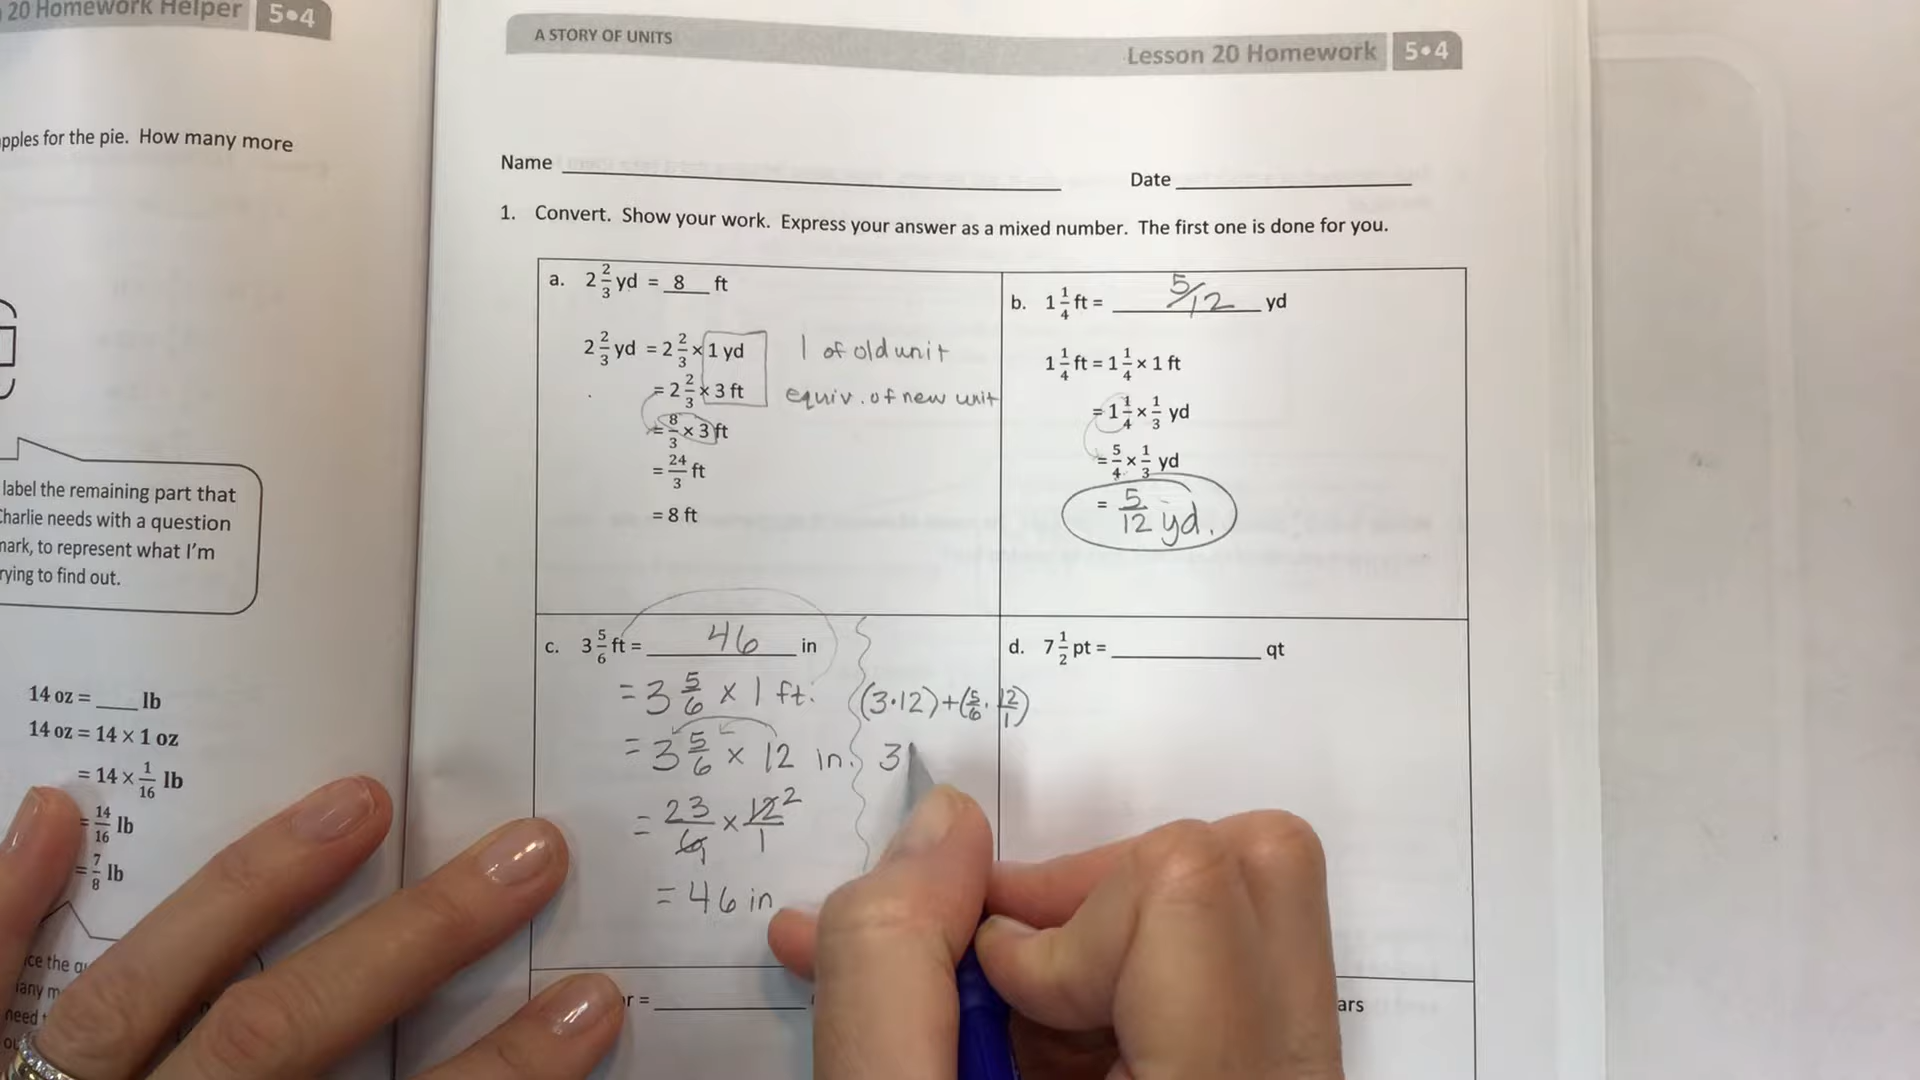 20 Homework Helper 5•4
apples for the pie. How many more
label the remaining part that
Charlie needs with a question
mark, to represent what I'm
trying to find out.
14 oz = ____ lb
14 oz = 14 × 1 oz
= 14 × 1/16 lb
= 14/16 lb
= 7/8 lb
A STORY OF UNITS
Lesson 20 Homework 5•4
Name
Date
1. Convert. Show your work. Express your answer as a mixed number. The first one is done for you.
a. 2 2/3 yd = 8 ft
2 2/3 yd = 2 2/3 × 1 yd
1 of old unit
= 2 2/3 × 3 ft
equiv. of new unit
= 8/3 × 3 ft
= 24/3 ft
= 8 ft
b. 1 1/4 ft = 5/12 yd
1 1/4 ft = 1 1/4 × 1 ft
= 1 1/4 × 1/3 yd
= 5/4 × 1/3 yd
= 5/12 yd.
c. 3 5/6 ft = 46 in
= 3 5/6 × 1 ft.
= 3 5/6 × 12 in.
= 23/6 1 × 12 2/1
= 46 in
(3·12)+(5/6·12/1)
3
d. 7 1/2 pt = ____ qt
r = ____
ars